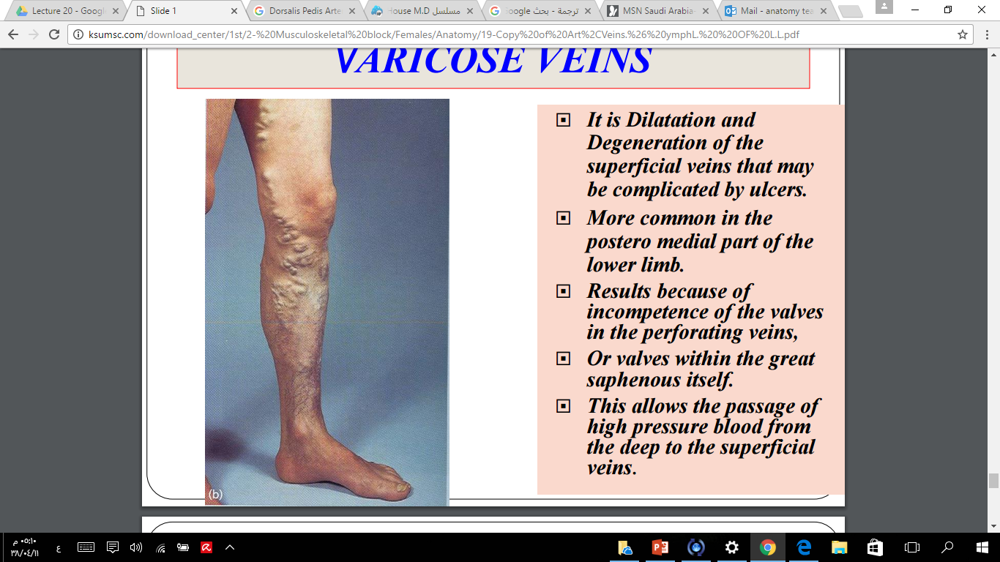 Lecture 20 - Googl
Slide 1
Dorsalis Pedis Arte
House M.D مسلسل
ترجمة - بحث Google
MSN Saudi Arabia-
Mail - anatomy tea
ksumsc.com/download_center/1st/2-%20Musculoskeletal%20block/Females/Anatomy/19-Copy%20of%20Art%2CVeins.%26%20ymphL.%20%20OF%20L.L.pdf
VARICOSE VEINS
It is Dilatation and
Degeneration of the
superficial veins that may
be complicated by ulcers.
More common in the
postero medial part of the
lower limb.
Results because of
incompetence of the valves
in the perforating veins,
Or valves within the great
saphenous itself.
This allows the passage of
high pressure blood from
the deep to the superficial
veins.
(b)
٠٥:١٠ م
٣٨/٠٤/١١
ع